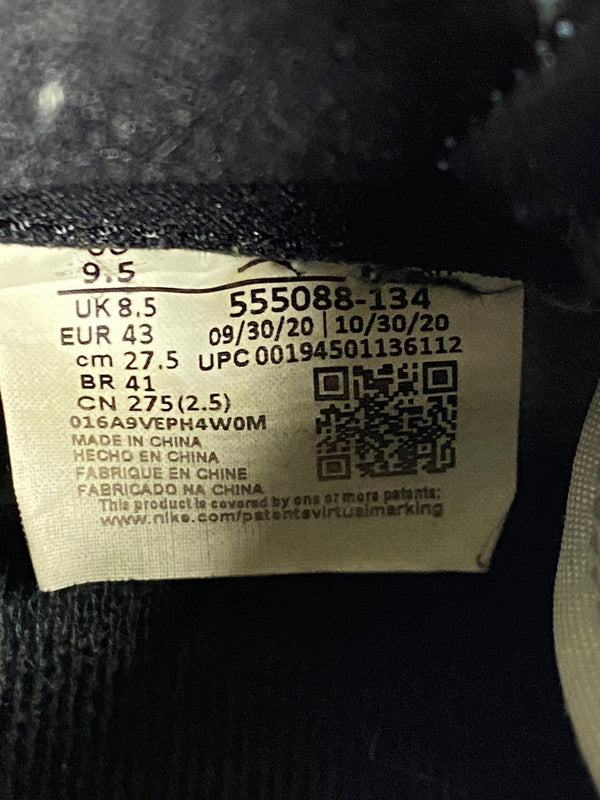 9.5
UK 8.5
EUR 43
cm 27.5
BR 41
CN 275(2.5)
555088-134
09/30/20 | 10/30/20
UPC 00194501136112
016A9VEPH4W0M
MADE IN CHINA
HECHO EN CHINA
FABRIQUE EN CHINE
FABRICADO NA CHINA
This product is covered by one or more patents:
www.nike.com/patentsvirtualmarking